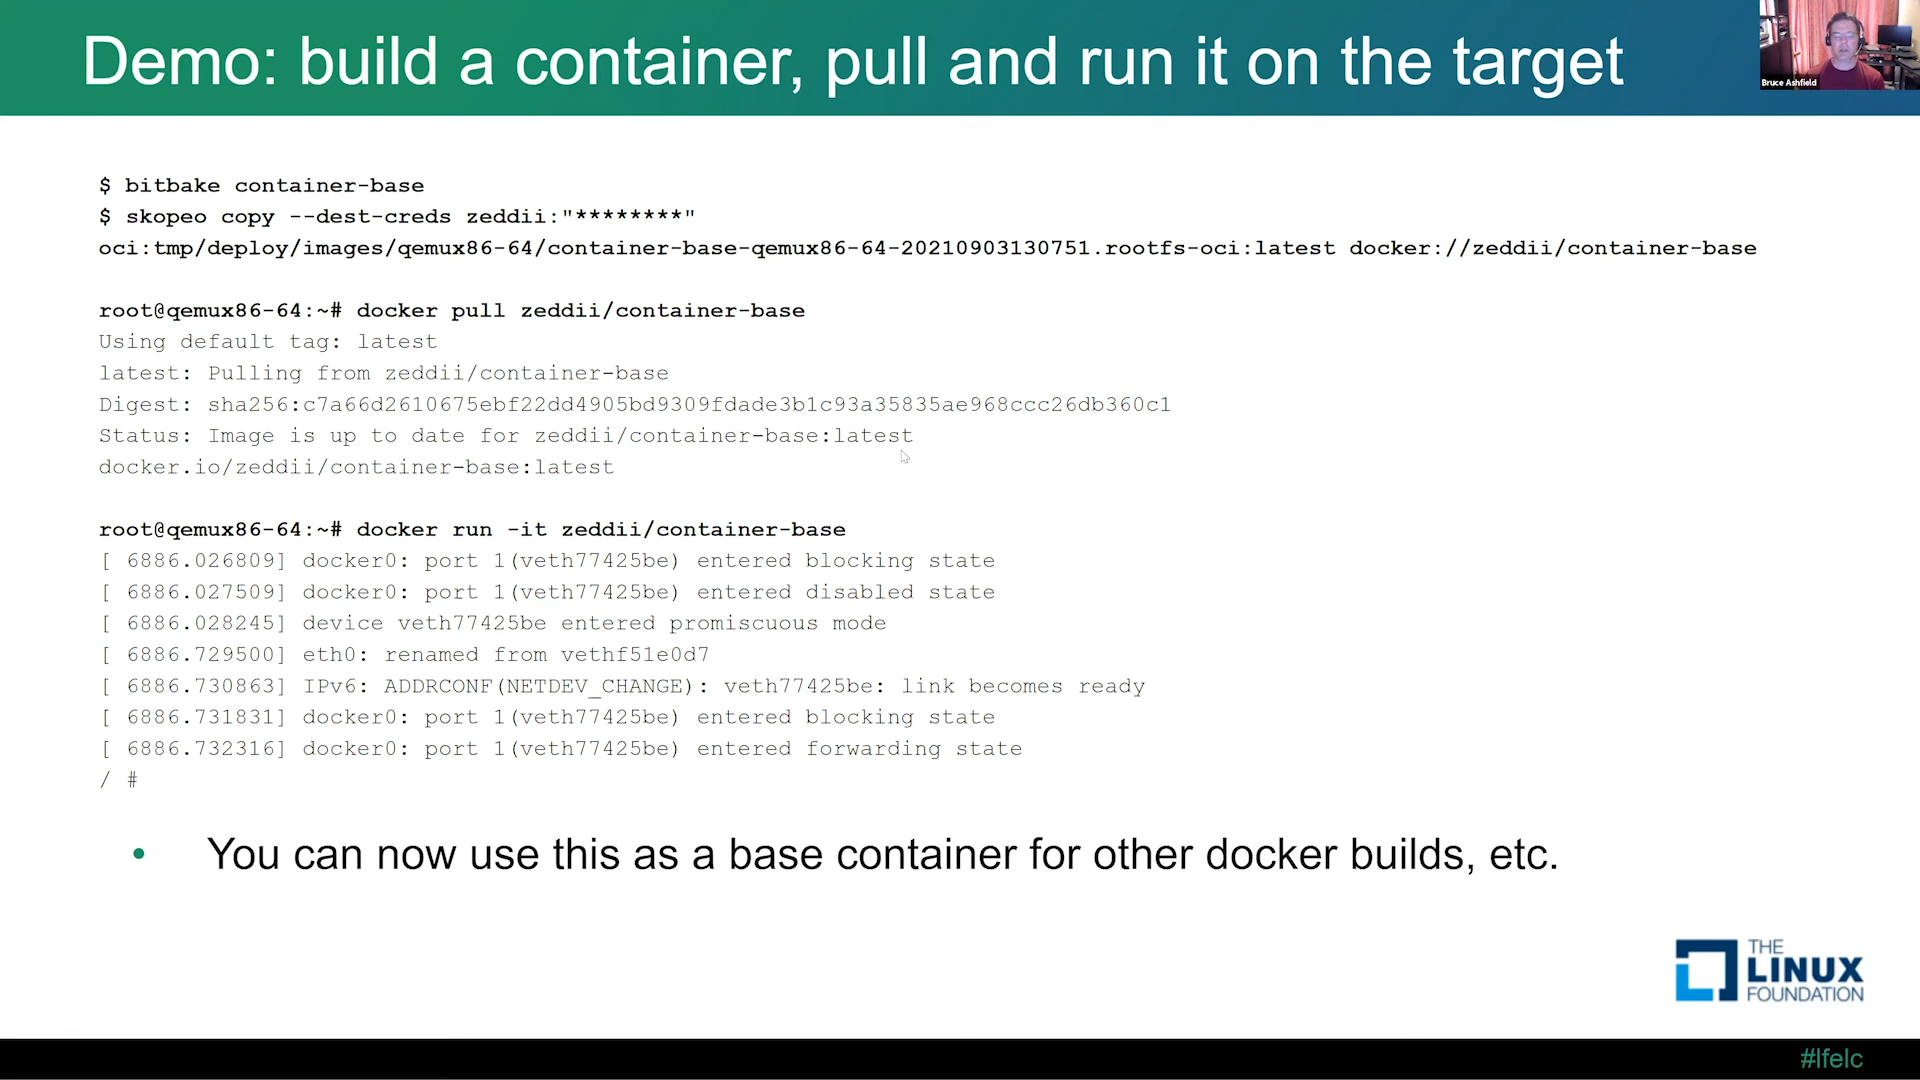 Demo: build a container, pull and run it on the target
Bruce Ashfield
$ bitbake container-base
$ skopeo copy --dest-creds zeddii:"********"
oci:tmp/deploy/images/qemux86-64/container-base-qemux86-64-20210903130751.rootfs-oci:latest docker://zeddii/container-base
root@qemux86-64:~# docker pull zeddii/container-base
Using default tag: latest
latest: Pulling from zeddii/container-base
Digest: sha256:c7a66d2610675ebf22dd4905bd9309fdade3b1c93a35835ae968ccc26db360c1
Status: Image is up to date for zeddii/container-base:latest
docker.io/zeddii/container-base:latest
root@qemux86-64:~# docker run -it zeddii/container-base
[ 6886.026809] docker0: port 1(veth77425be) entered blocking state
[ 6886.027509] docker0: port 1(veth77425be) entered disabled state
[ 6886.028245] device veth77425be entered promiscuous mode
[ 6886.729500] eth0: renamed from vethf51e0d7
[ 6886.730863] IPv6: ADDRCONF(NETDEV_CHANGE): veth77425be: link becomes ready
[ 6886.731831] docker0: port 1(veth77425be) entered blocking state
[ 6886.732316] docker0: port 1(veth77425be) entered forwarding state
/ #
• You can now use this as a base container for other docker builds, etc.
THE
LINUX
FOUNDATION
#lfelc